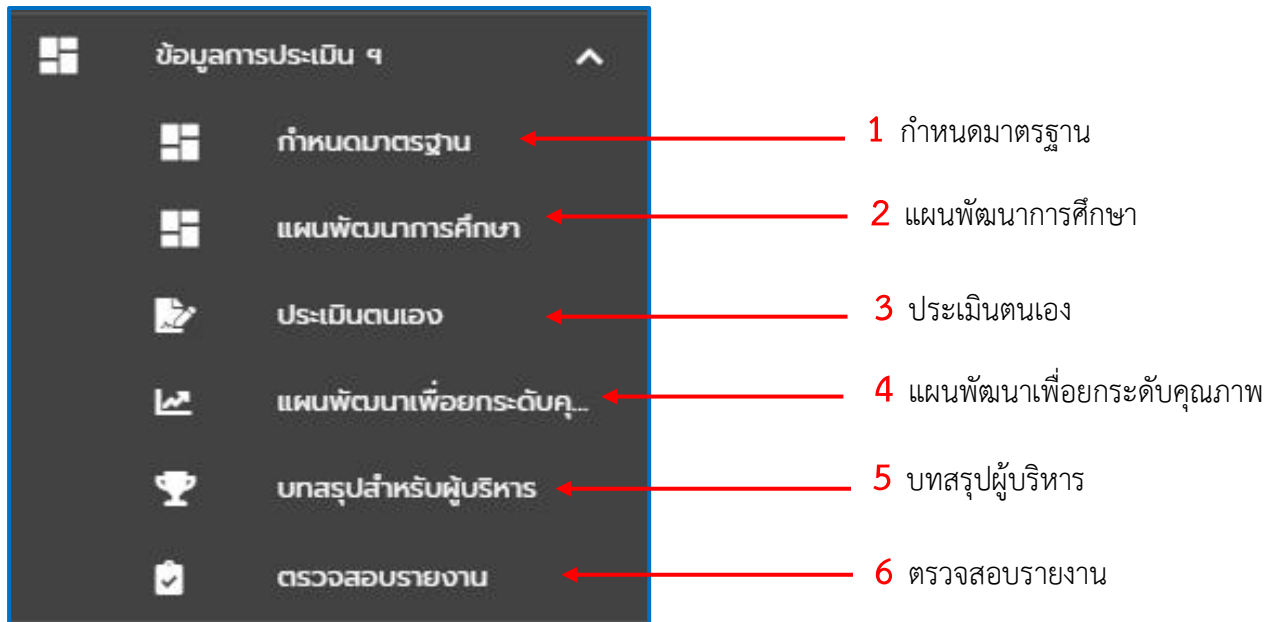 ข้อมูลการประเมิน ฯ
กำหนดมาตรฐาน
1 กำหนดมาตรฐาน
แผนพัฒนาการศึกษา
2 แผนพัฒนาการศึกษา
ประเมินตนเอง
3 ประเมินตนเอง
แผนพัฒนาเพื่อยกระดับคุ...
4 แผนพัฒนาเพื่อยกระดับคุณภาพ
บทสรุปสำหรับผู้บริหาร
5 บทสรุปผู้บริหาร
ตรวจสอบรายงาน
6 ตรวจสอบรายงาน